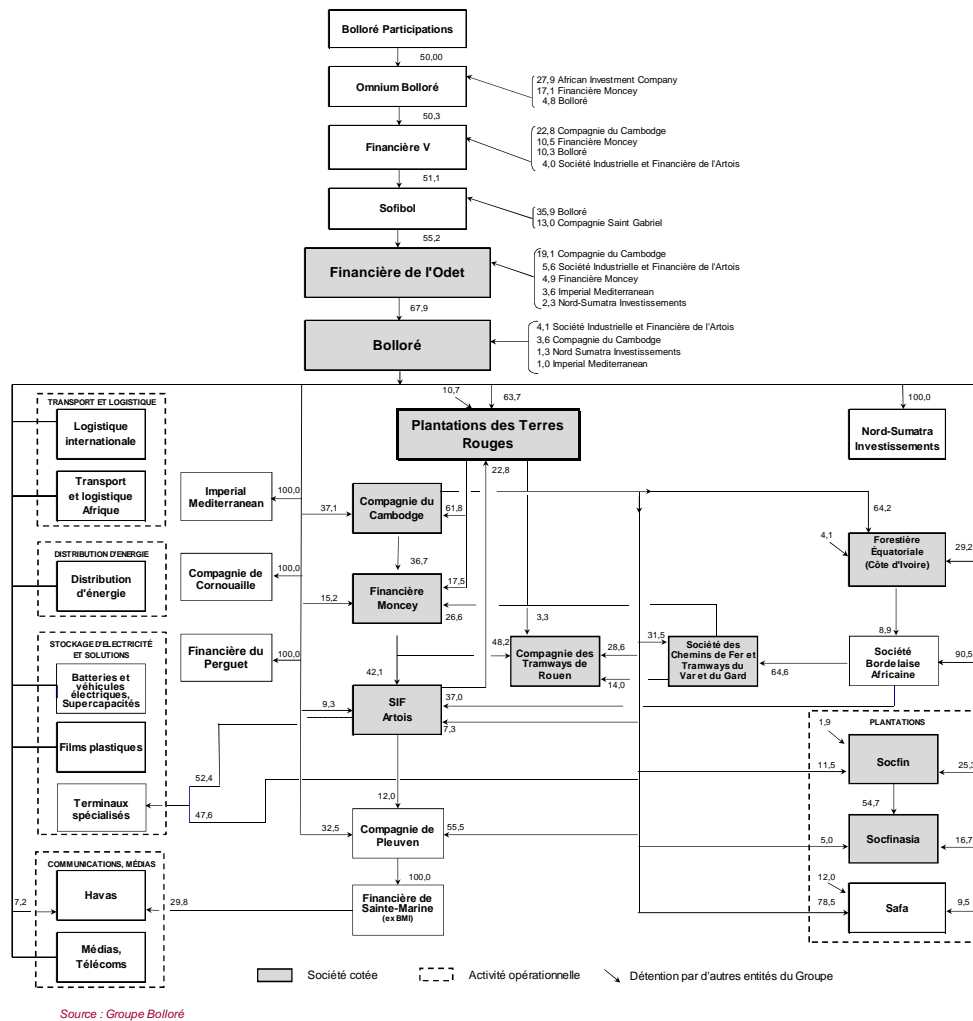 Bolloré Participations
50,00
Omnium Bolloré
27,9 African Investment Company
17,1 Financière Moncey
4,8 Bolloré
50,3
Financière V
22,8 Compagnie du Cambodge
10,5 Financière Moncey
10,3 Bolloré
4,0 Société Industrielle et Financière de l'Artois
51,1
Sofibol
35,9 Bolloré
13,0 Compagnie Saint Gabriel
55,2
Financière de l'Odet
19,1 Compagnie du Cambodge
5,6 Société Industrielle et Financière de l'Artois
4,9 Financière Moncey
3,6 Imperial Mediterranean
2,3 Nord-Sumatra Investissements
67,9
Bolloré
4,1 Société Industrielle et Financière de l'Artois
3,6 Compagnie du Cambodge
1,3 Nord Sumatra Investissements
1,0 Imperial Mediterranean
TRANSPORT ET LOGISTIQUE
Logistique
internationale
Transport
et logistique
Afrique
DISTRIBUTION D'ENERGIE
Distribution
d'énergie
STOCKAGE D'ELECTRICITÉ
ET SOLUTIONS
Batteries et
véhicules
électriques,
Supercapacités
Films plastiques
Terminaux
spécialisés
52,4
47,6
COMMUNICATIONS, MÉDIAS
7,2
Havas
29,8
Médias,
Télécoms
Imperial
Mediterranean
100,0
Compagnie de
Cornouaille
100,0
Financière du
Perguet
100,0
10,7
63,7
Plantations des Terres
Rouges
22,8
37,1
Compagnie du
Cambodge
61,8
36,7
15,2
Financière
Moncey
17,5
26,6
3,3
42,1
48,2
Compagnie des
Tramways de
Rouen
28,6
14,0
31,5
Société des
Chemins de Fer et
Tramways du
Var et du Gard
64,6
9,3
SIF
Artois
37,0
7,3
12,0
32,5
Compagnie de
Pleuven
55,5
100,0
Financière de
Sainte-Marine
(ex BMI)
100,0
Nord-Sumatra
Investissements
64,2
4,1
Forestière
Équatoriale
(Côte d'Ivoire)
29,2
8,9
Société
Bordelaise
Africaine
90,5
PLANTATIONS
1,9
11,5
Socfin
25,3
54,7
5,0
Socfinasia
16,7
12,0
78,5
Safa
9,5
Société cotée
Activité opérationnelle
Détention par d'autres entités du Groupe
Source : Groupe Bolloré